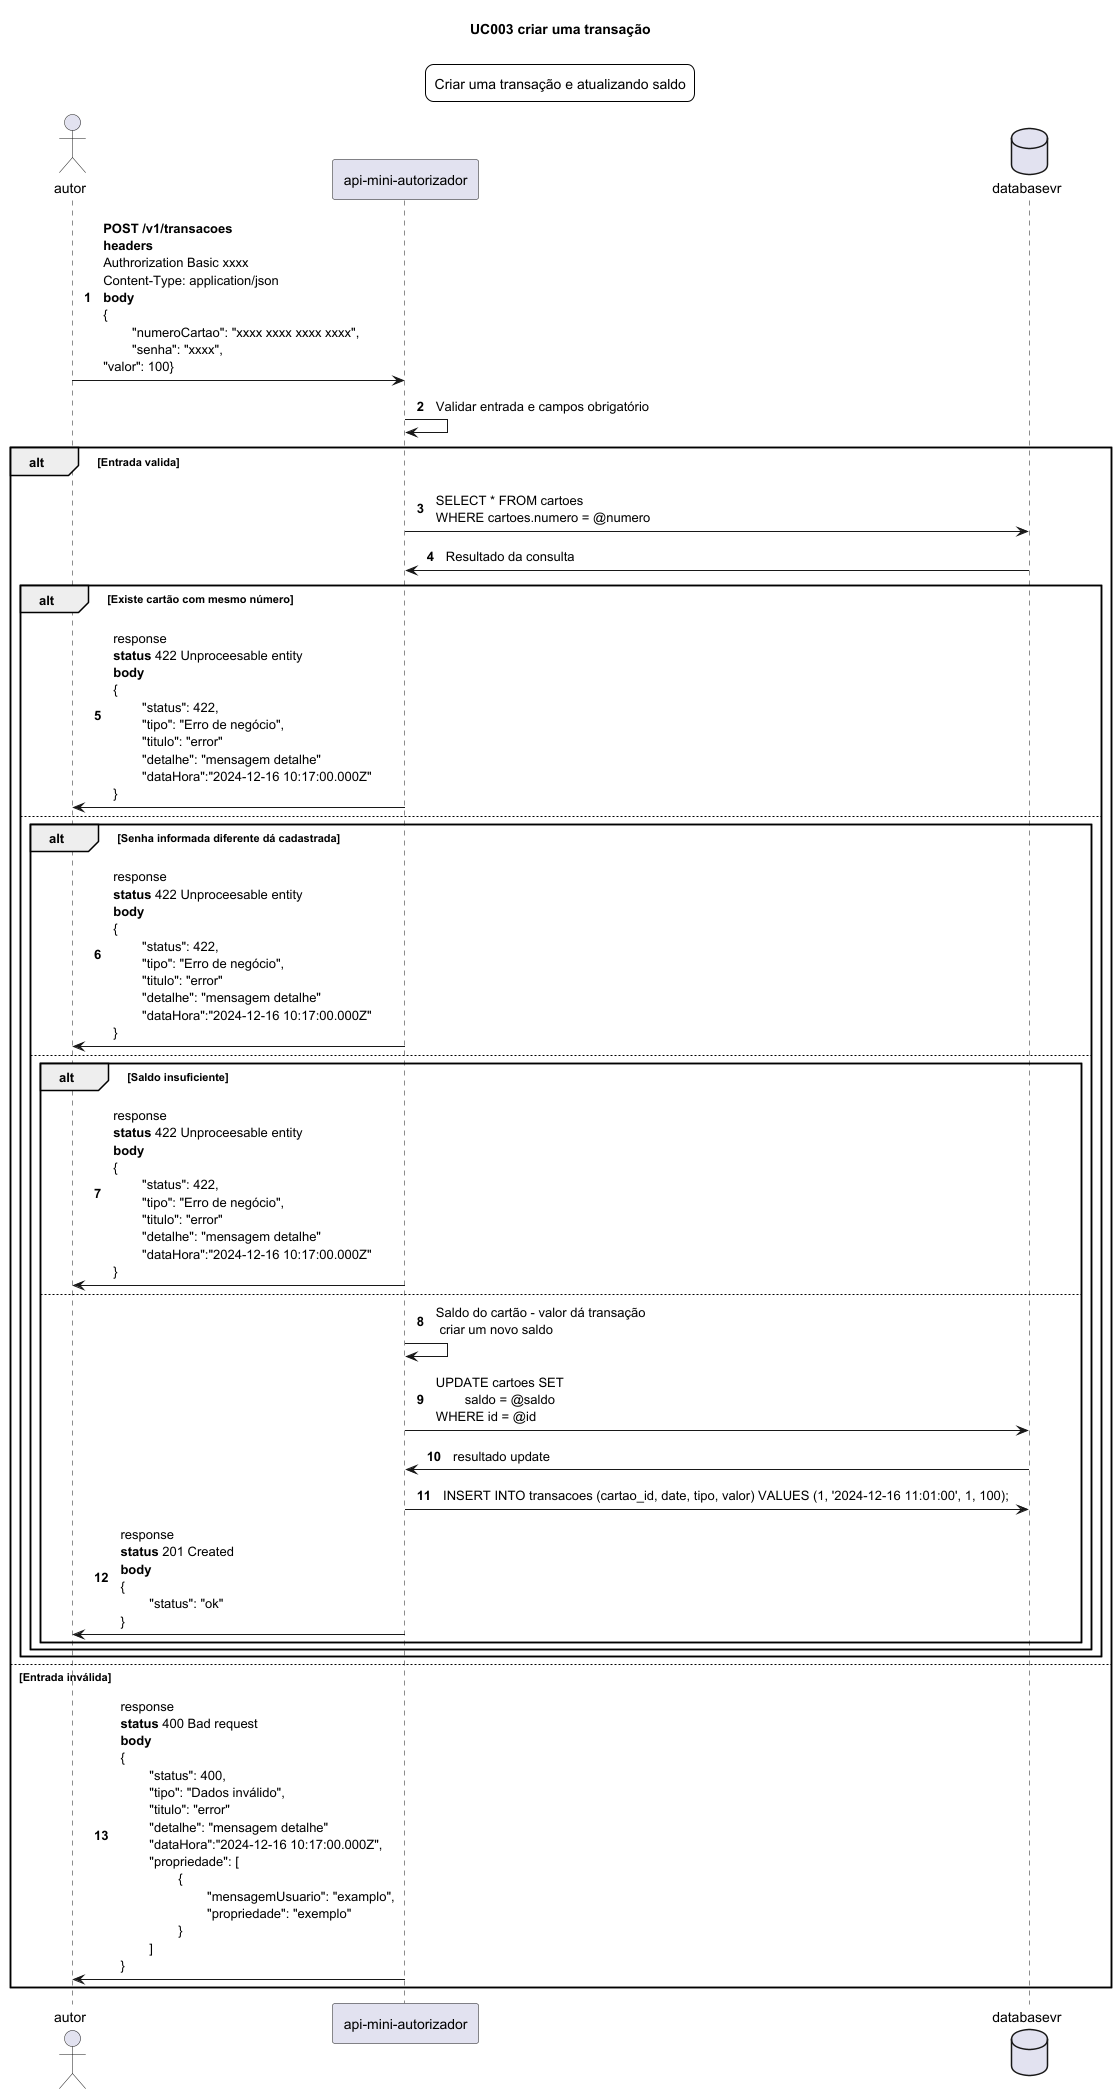 UC003 criar uma transação
Criar uma transação e atualizando saldo
autor
api-mini-autorizador
databasevr
POST /v1/transacoes
headers
Authrorization Basic xxxx
Content-Type: application/json
1 body
{
"numeroCartao": "xxxx xxxx xxxx xxxx",
"senha": "xxxx",
"valor": 100}
2 Validar entrada e campos obrigatório
alt [Entrada valida]
3 SELECT * FROM cartoes
WHERE cartoes.numero = @numero
4 Resultado da consulta
alt [Existe cartão com mesmo número]
response
status 422 Unproceesable entity
body
{
"status": 422,
5 "tipo": "Erro de negócio",
"titulo": "error"
"detalhe": "mensagem detalhe"
"dataHora":"2024-12-16 10:17:00.000Z"
}
alt [Senha informada diferente dá cadastrada]
response
status 422 Unproceesable entity
body
{
"status": 422,
6 "tipo": "Erro de negócio",
"titulo": "error"
"detalhe": "mensagem detalhe"
"dataHora":"2024-12-16 10:17:00.000Z"
}
alt [Saldo insuficiente]
response
status 422 Unproceesable entity
body
{
"status": 422,
7 "tipo": "Erro de negócio",
"titulo": "error"
"detalhe": "mensagem detalhe"
"dataHora":"2024-12-16 10:17:00.000Z"
}
8 Saldo do cartão - valor dá transação
criar um novo saldo
UPDATE cartoes SET
9 saldo = @saldo
WHERE id = @id
10 resultado update
11 INSERT INTO transacoes (cartao_id, date, tipo, valor) VALUES (1, '2024-12-16 11:01:00', 1, 100);
response
status 201 Created
body
12 {
"status": "ok"
}
[Entrada inválida]
response
status 400 Bad request
body
{
"status": 400,
"tipo": "Dados inválido",
"titulo": "error"
13 "detalhe": "mensagem detalhe"
"dataHora":"2024-12-16 10:17:00.000Z",
"propriedade": [
{
"mensagemUsuario": "examplo",
"propriedade": "exemplo"
}
]
}
autor
api-mini-autorizador
databasevr